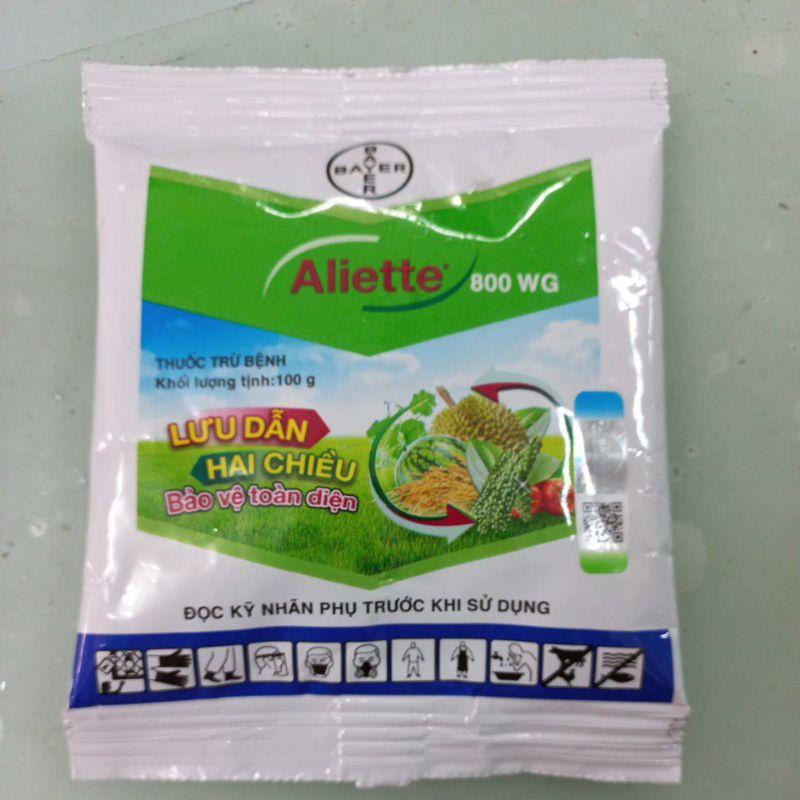 BAYER
BAYER
Aliette® 800 WG
THUỐC TRỪ BỆNH
Khối lượng tịnh:100 g
LƯU DẪN
HAI CHIỀU
Bảo vệ toàn diện
ĐỌC KỸ NHÃN PHỤ TRƯỚC KHI SỬ DỤNG